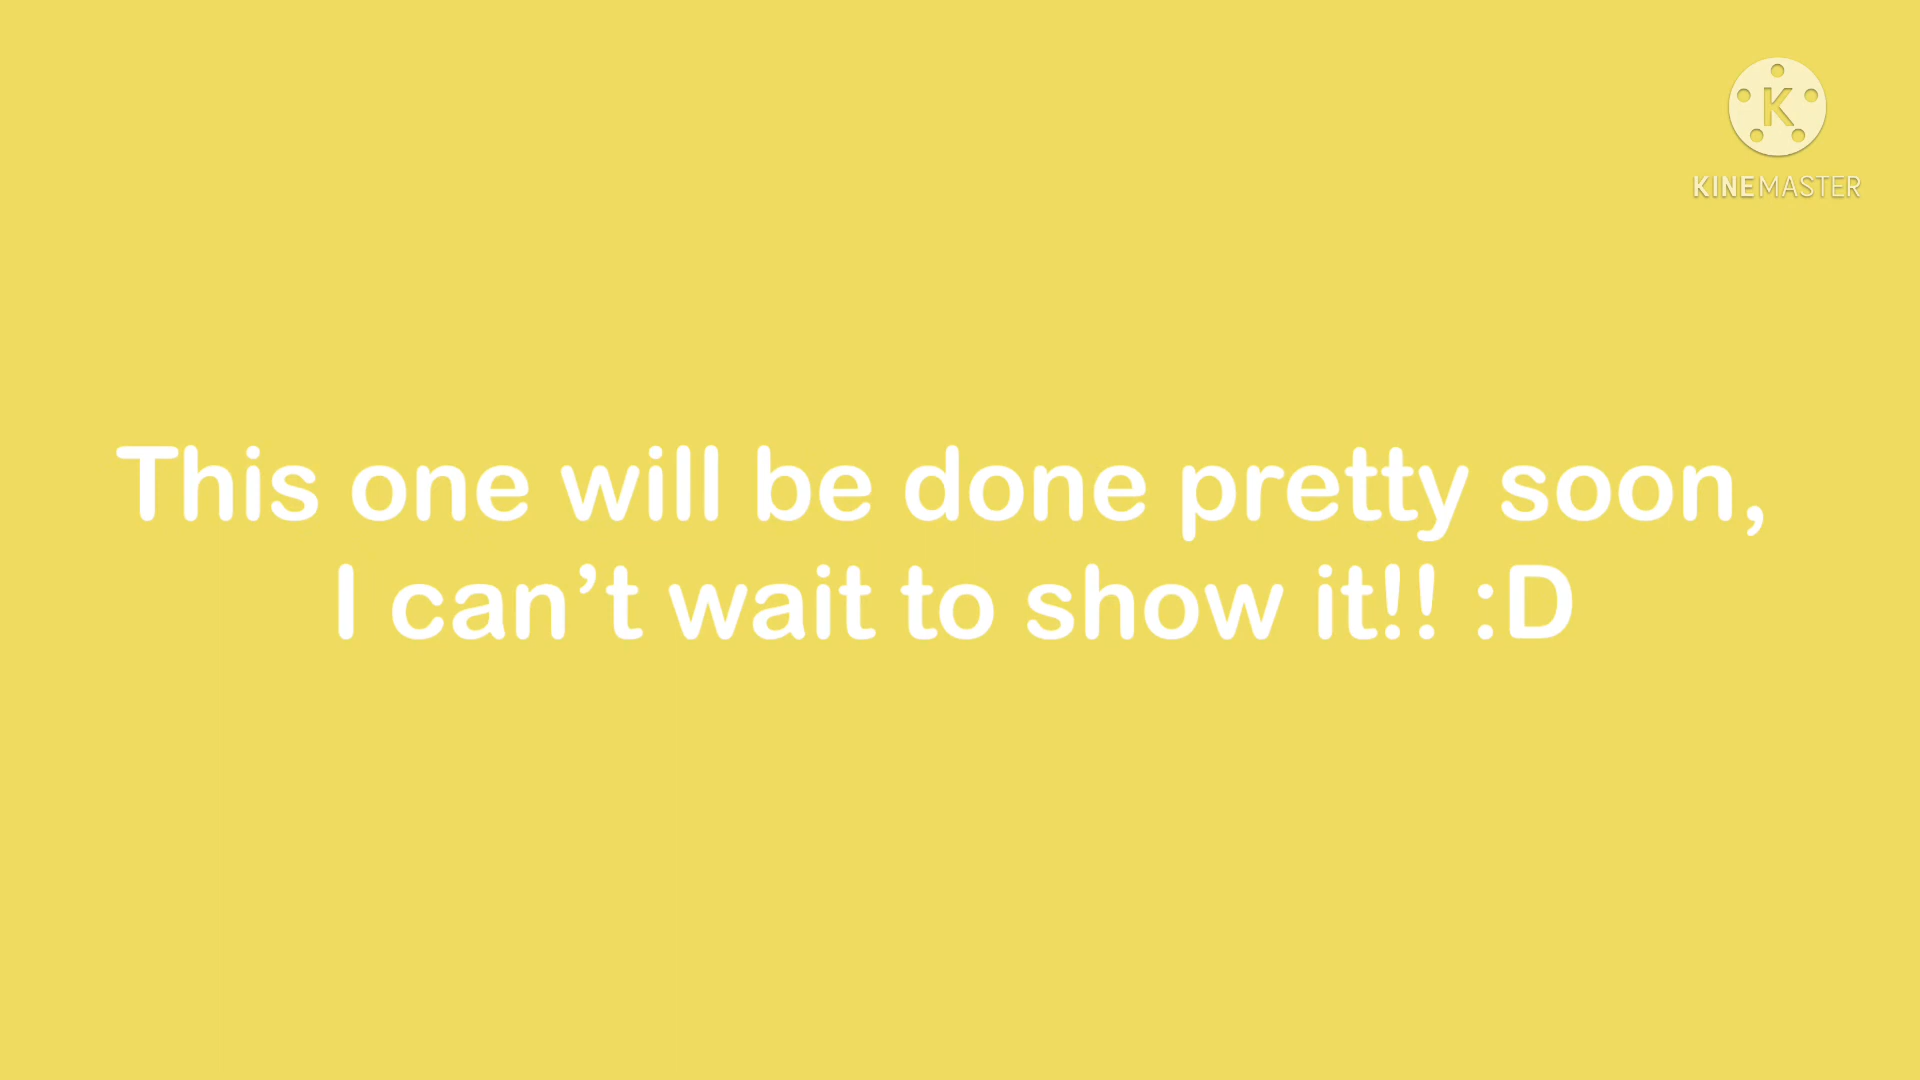 K
KINEMASTER
This one will be done pretty soon,
I can’t wait to show it!! :D